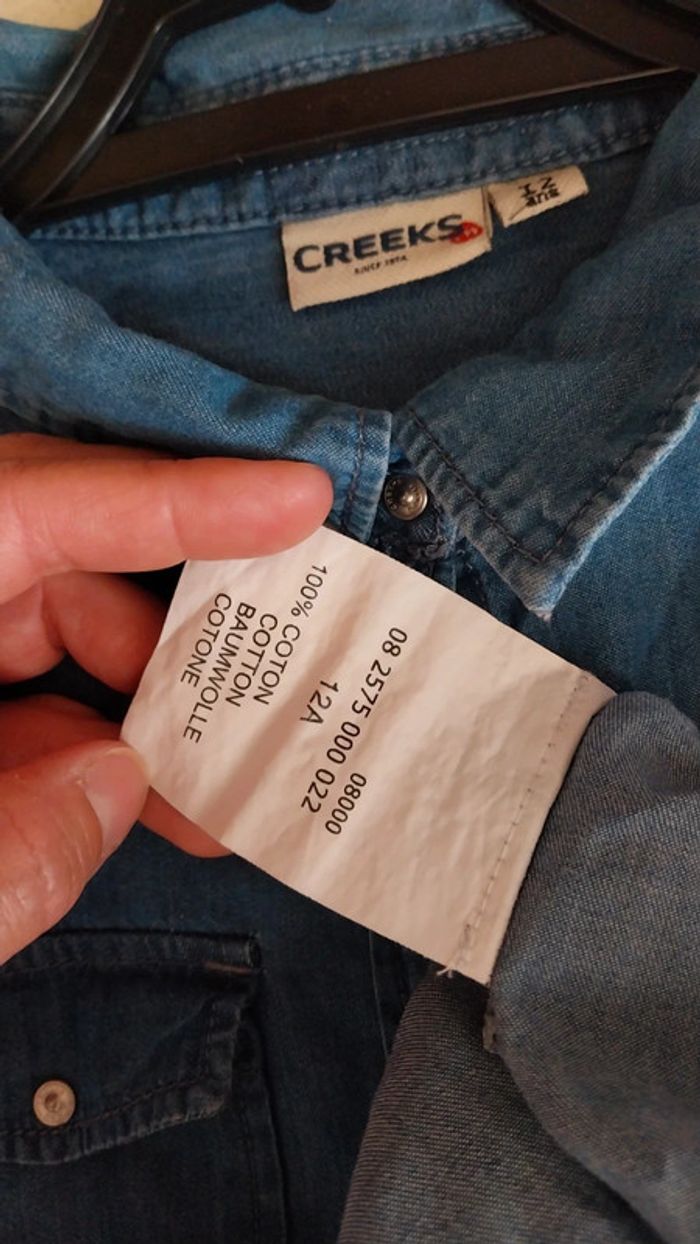 CREEKS
SINCE 1974
12
ans
100% COTON
COTTON
BAUMWOLLE
COTONE
08 2575 000 022
12A
08000